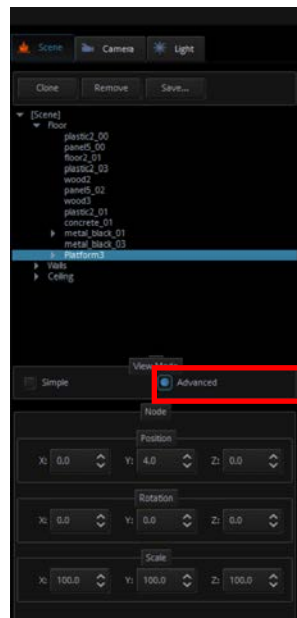 Scene Camera Light
Clone Remove Save...
[Scene]
Floor
plastic2_00
panel5_00
floor2_01
plastic2_03
wood2
panel5_02
wood3
plastic2_01
concrete_01
metal_black_01
metal_black_03
Platform3
Walls
Ceiling
View Mode
Simple Advanced
Node
Position
X: 0.0 Y: 4.0 Z: 0.0
Rotation
X: 0.0 Y: 0.0 Z: 0.0
Scale
X: 100.0 Y: 100.0 Z: 100.0